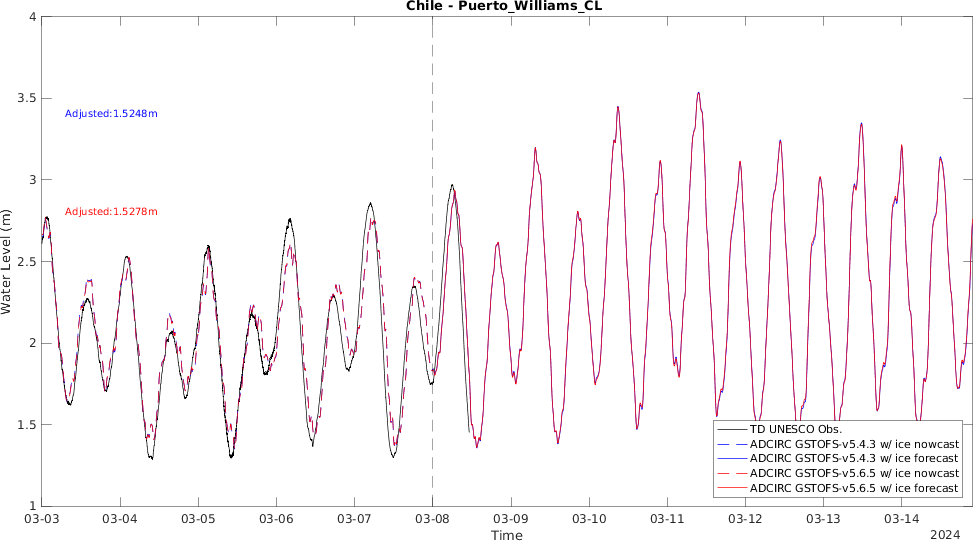 Chile - Puerto_Williams_CL
4
3.5
3
2.5
2
1.5
1
Water Level (m)
Adjusted:1.5248m
Adjusted:1.5278m
TD UNESCO Obs.
ADCIRC GSTOFS-v5.4.3 w/ ice nowcast
ADCIRC GSTOFS-v5.4.3 w/ ice forecast
ADCIRC GSTOFS-v5.6.5 w/ ice nowcast
ADCIRC GSTOFS-v5.6.5 w/ ice forecast
03-03 03-04 03-05 03-06 03-07 03-08 03-09 03-10 03-11 03-12 03-13 03-14
Time
2024